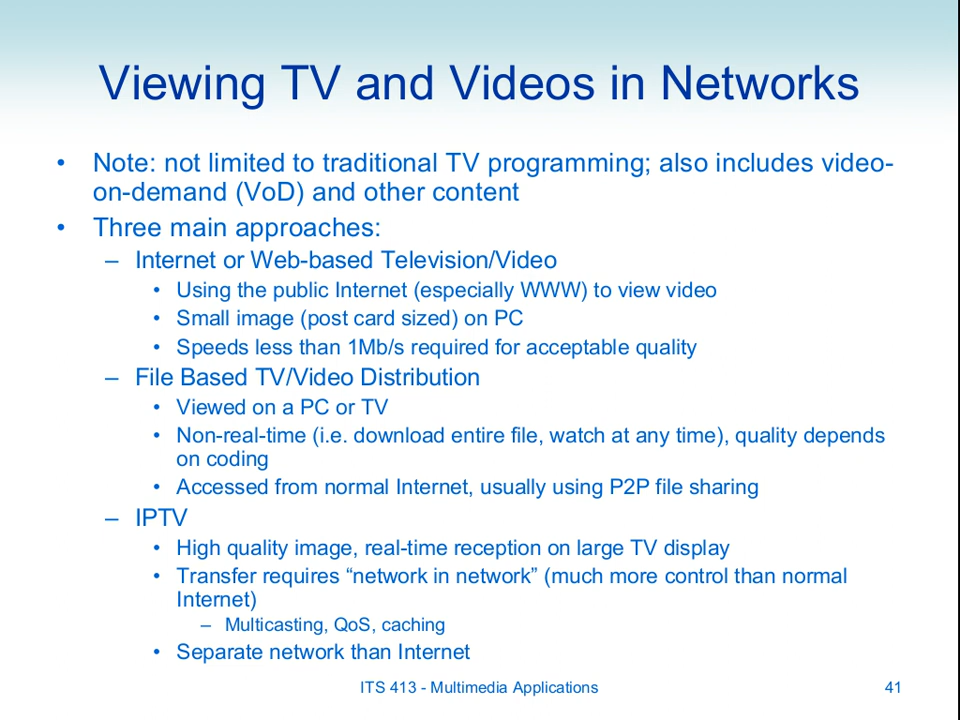 Viewing TV and Videos in Networks
• Note: not limited to traditional TV programming; also includes video-
on-demand (VoD) and other content
• Three main approaches:
– Internet or Web-based Television/Video
• Using the public Internet (especially WWW) to view video
• Small image (post card sized) on PC
• Speeds less than 1Mb/s required for acceptable quality
– File Based TV/Video Distribution
• Viewed on a PC or TV
• Non-real-time (i.e. download entire file, watch at any time), quality depends
on coding
• Accessed from normal Internet, usually using P2P file sharing
– IPTV
• High quality image, real-time reception on large TV display
• Transfer requires “network in network” (much more control than normal
Internet)
– Multicasting, QoS, caching
• Separate network than Internet
ITS 413 - Multimedia Applications 41